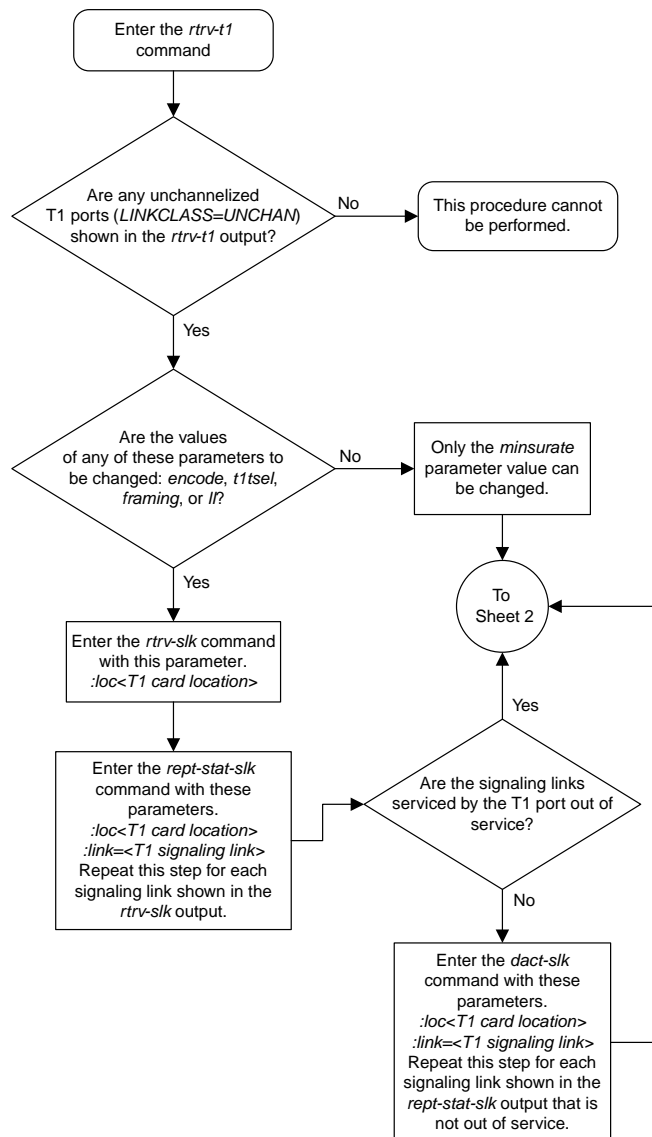 Enter the rtrv-t1
command
Are any unchannelized
T1 ports (LINKCLASS=UNCHAN)
shown in the rtrv-t1 output?
No
This procedure cannot
be performed.
Yes
Are the values
of any of these parameters to
be changed: encode, t1tsel,
framing, or ll?
No
Only the minsurate
parameter value can
be changed.
To
Sheet 2
Yes
Enter the rtrv-slk command
with this parameter.
:loc<T1 card location>
Enter the rept-stat-slk
command with these
parameters.
:loc<T1 card location>
:link=<T1 signaling link>
Repeat this step for each
signaling link shown in the
rtrv-slk output.
Yes
Are the signaling links
serviced by the T1 port out of
service?
No
Enter the dact-slk
command with these
parameters.
:loc<T1 card location>
:link=<T1 signaling link>
Repeat this step for each
signaling link shown in the
rept-stat-slk output that is
not out of service.